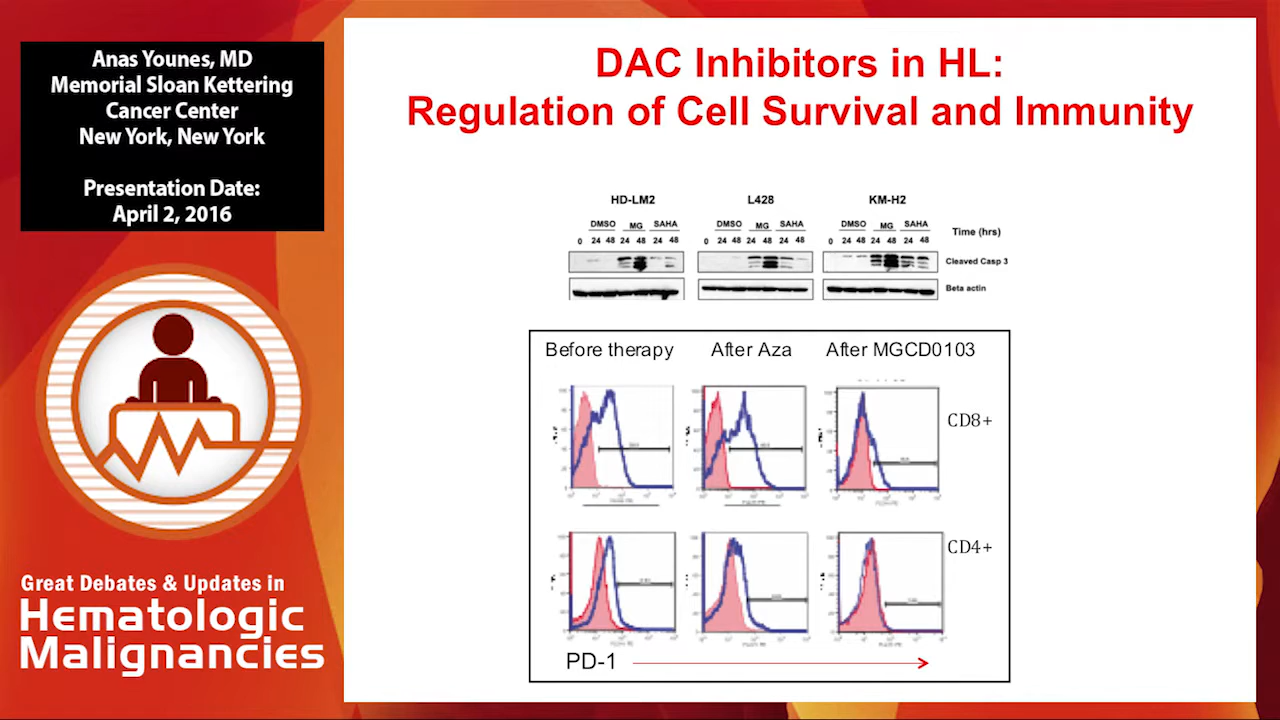 Anas Younes, MD
Memorial Sloan Kettering
Cancer Center
New York, New York
Presentation Date:
April 2, 2016
Great Debates & Updates in
Hematologic
Malignancies
DAC Inhibitors in HL:
Regulation of Cell Survival and Immunity
HD-LM2 L428 KM-H2
DMSO MG SAHA DMSO MG SAHA DMSO MG SAHA
0 24 48 24 48 24 48 0 24 48 24 48 24 48 0 24 48 24 48 24 48 Time (hrs)
Cleaved Casp 3
Beta actin
Before therapy After Aza After MGCD0103
CD8+
CD4+
PD-1